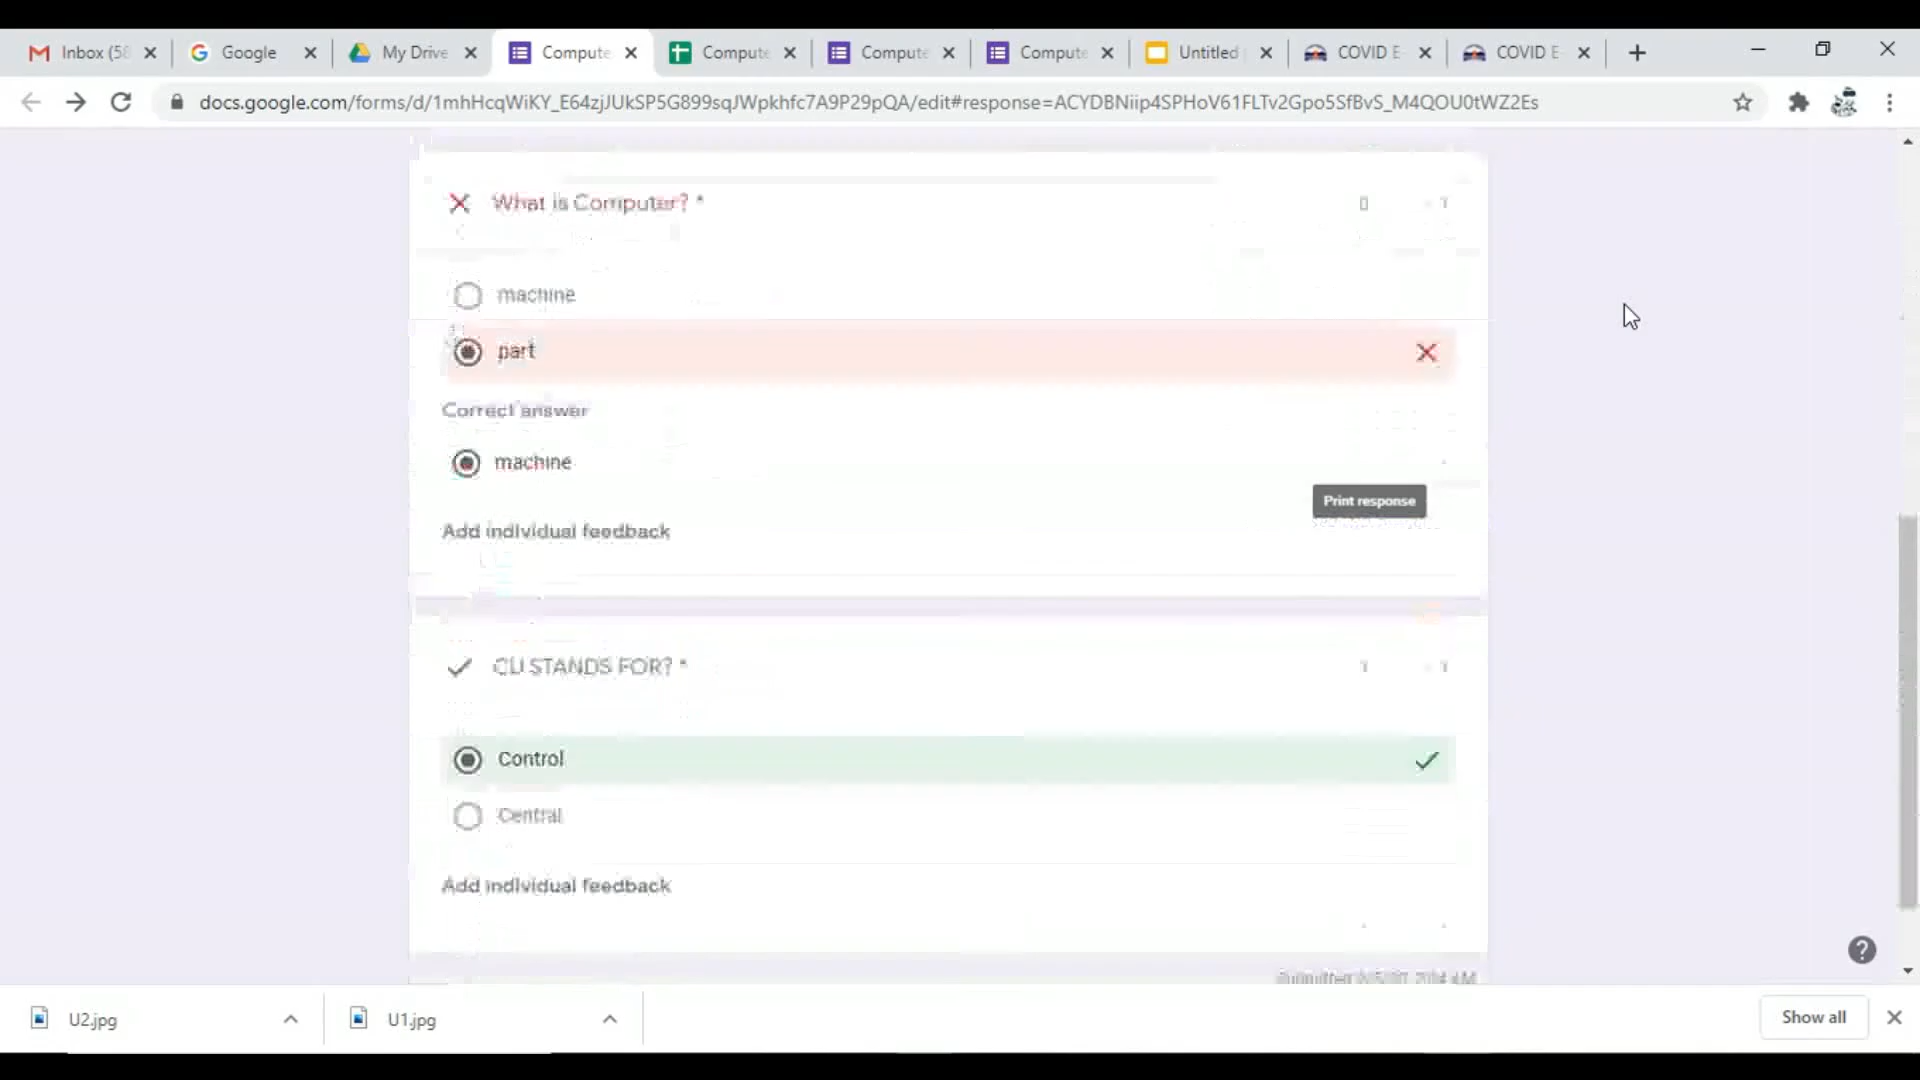 Inbox (58
Google
My Drive
Compute
Compute
Compute
Compute
Untitled
COVID E
COVID E
docs.google.com/forms/d/1mhHcqWiKY_E64zjJUkSP5G899sqJWpkhfc7A9P29pQA/edit#response=ACYDBNiip4SPHoV61FLTv2Gpo5SfBvS_M4QOU0tWZ2Es
What is Computer? *
machine
part
Correct answer
machine
Print response
Add individual feedback
CU STANDS FOR? *
1
Control
Central
Add individual feedback
U2.jpg
U1.jpg
Show all